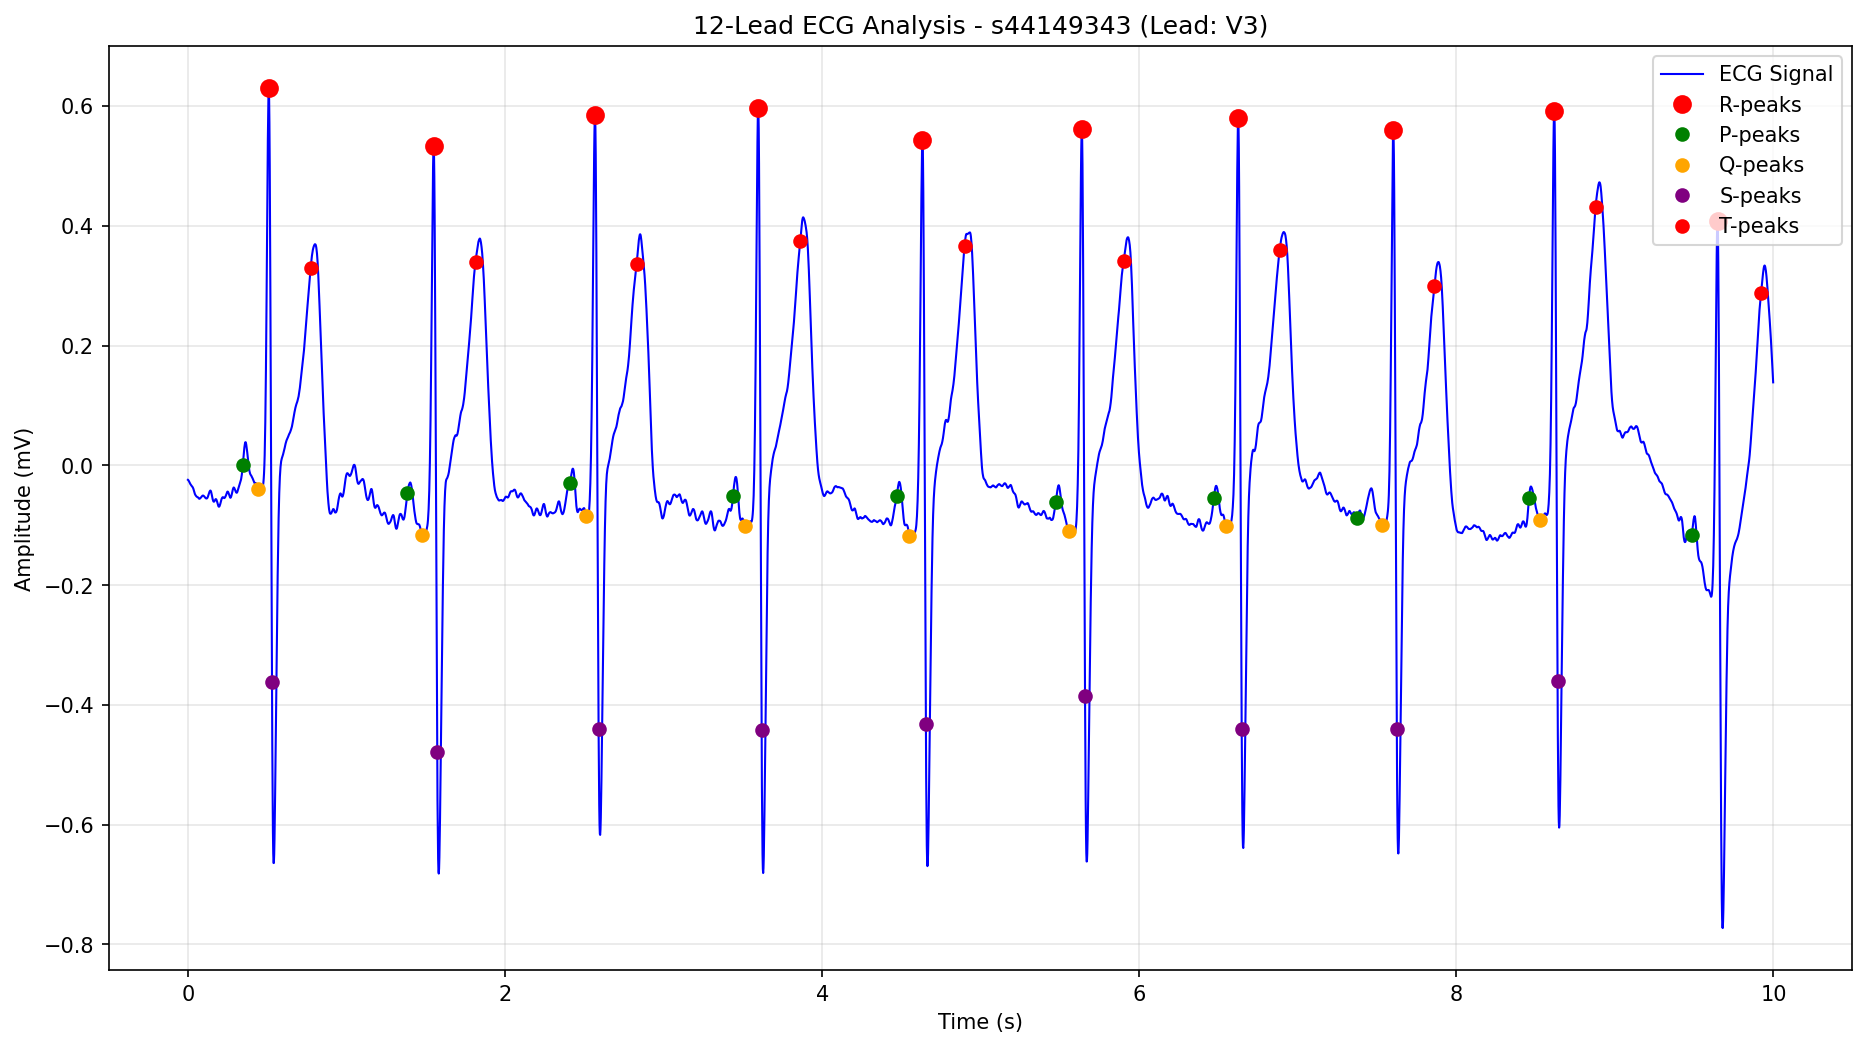 12-Lead ECG Analysis - s44149343 (Lead: V3)
ECG Signal
R-peaks
P-peaks
Q-peaks
S-peaks
T-peaks
Amplitude (mV)
0.6
0.4
0.2
0.0
−0.2
−0.4
−0.6
−0.8
0 2 4 6 8 10
Time (s)